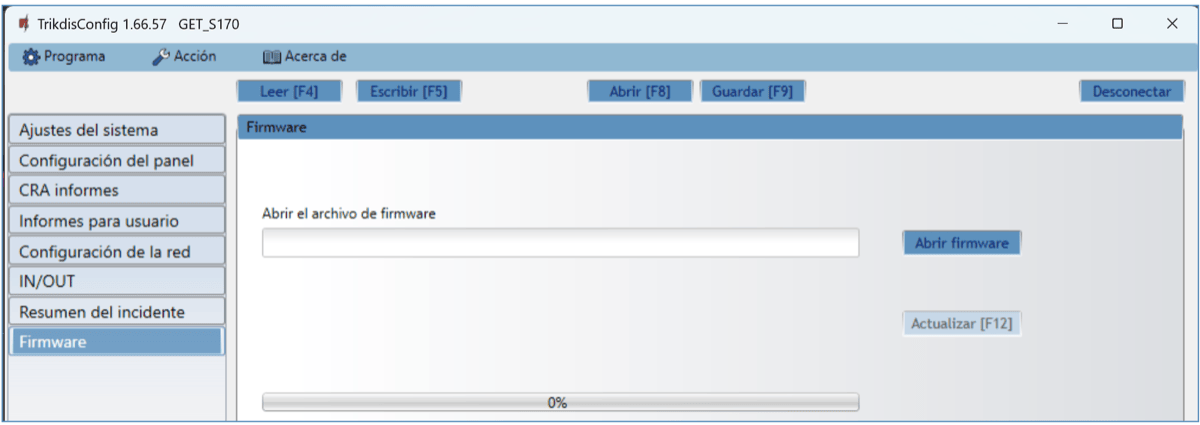 TrikdisConfig 1.66.57 GET_S170
Programa Acción Acerca de
Leer [F4] Escribir [F5] Abrir [F8] Guardar [F9] Desconectar
Ajustes del sistema
Configuración del panel
CRA informes
Informes para usuario
Configuración de la red
IN/OUT
Resumen del incidente
Firmware
Firmware
Abrir el archivo de firmware
Abrir firmware
Actualizar [F12]
0%